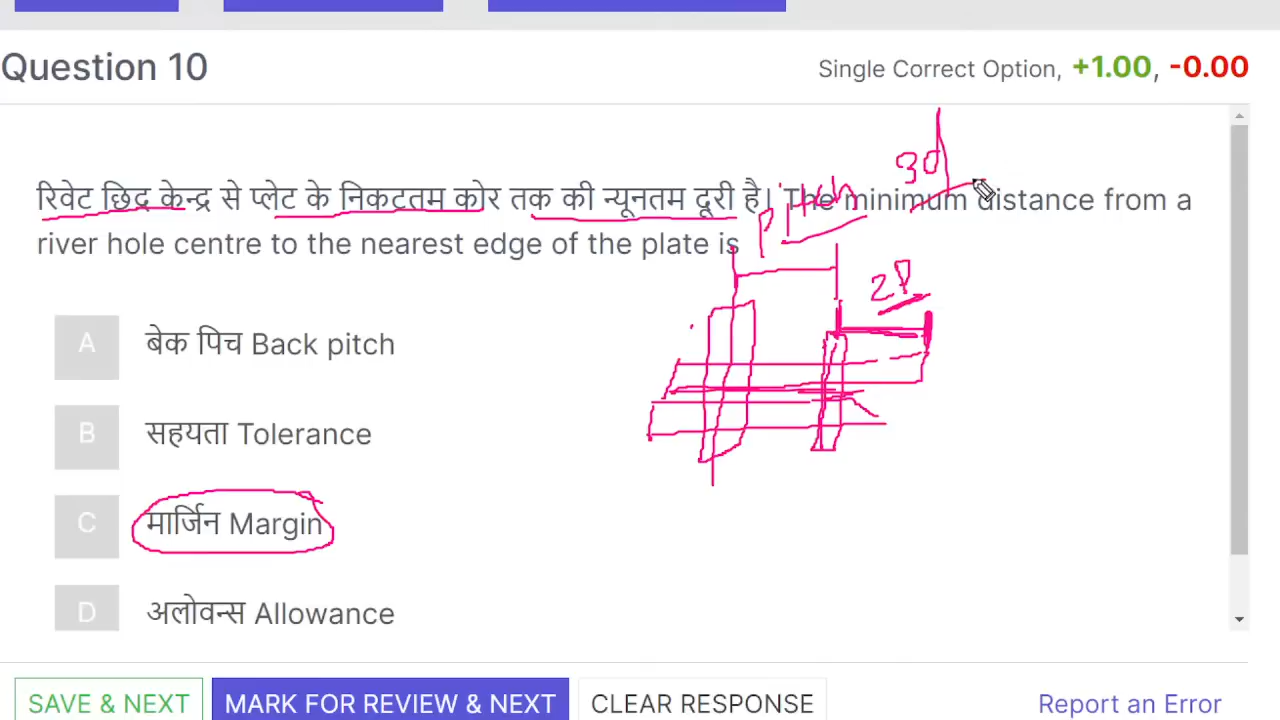 Question 10
Single Correct Option, +1.00, -0.00
3d
रिवेट छिद्र केन्द्र से प्लेट के निकटतम कोर तक की न्यूनतम दूरी है। The minimum distance from a
river hole centre to the nearest edge of the plate is
Pitch
A
बेक पिच Back pitch
B
सहयता Tolerance
C
मार्जिन Margin
D
अलोवन्स Allowance
SAVE & NEXT
MARK FOR REVIEW & NEXT
CLEAR RESPONSE
Report an Error